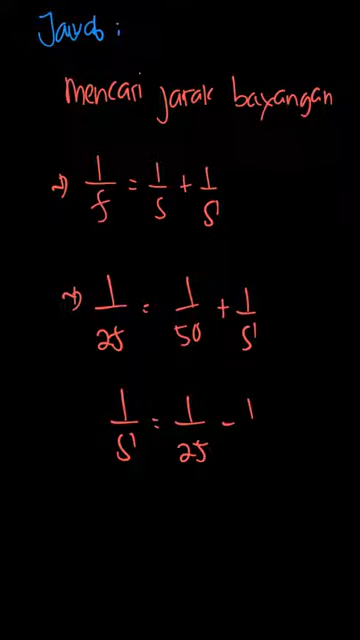 Jawab :
mencari jarak bayangan
⇒ 1/f = 1/s + 1/s'
⇒ 1/25 = 1/50 + 1/s'
1/s' = 1/25 - 1